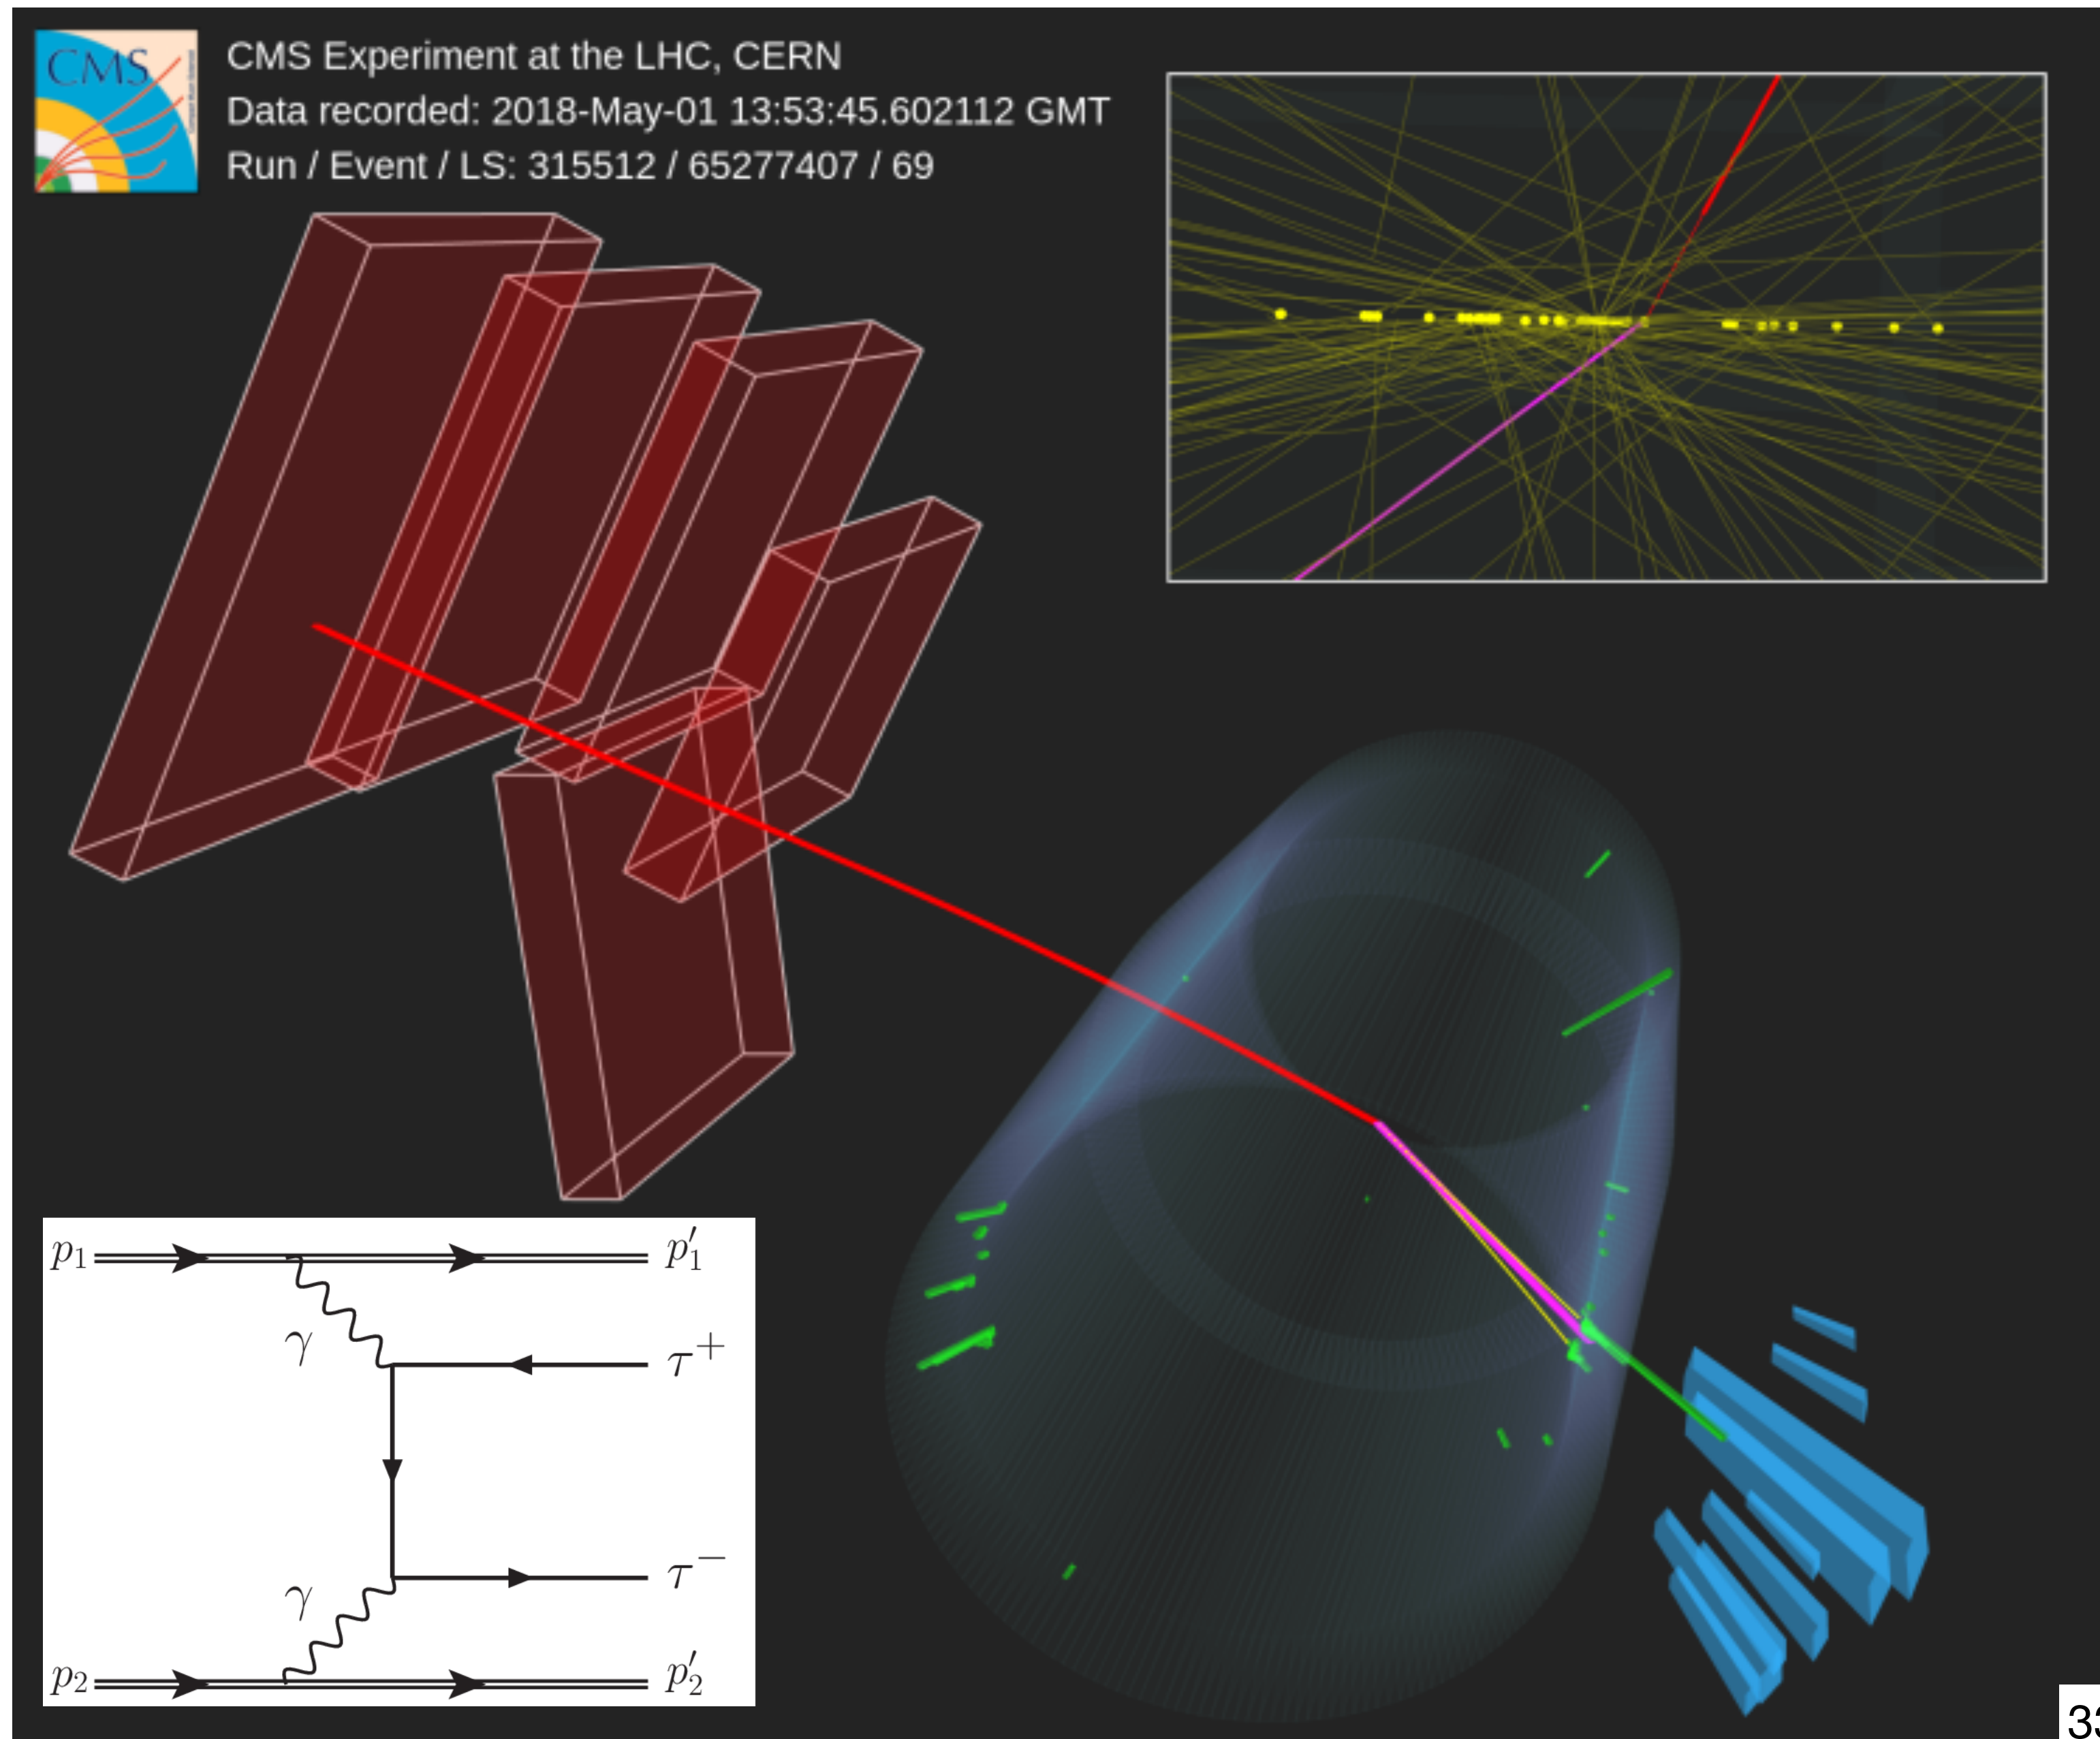 CMS
CMS Experiment at the LHC, CERN
Data recorded: 2018-May-01 13:53:45.602112 GMT
Run / Event / LS: 315512 / 65277407 / 69
p₁
p′₁
γ
τ⁺
τ⁻
γ
p₂
p′₂